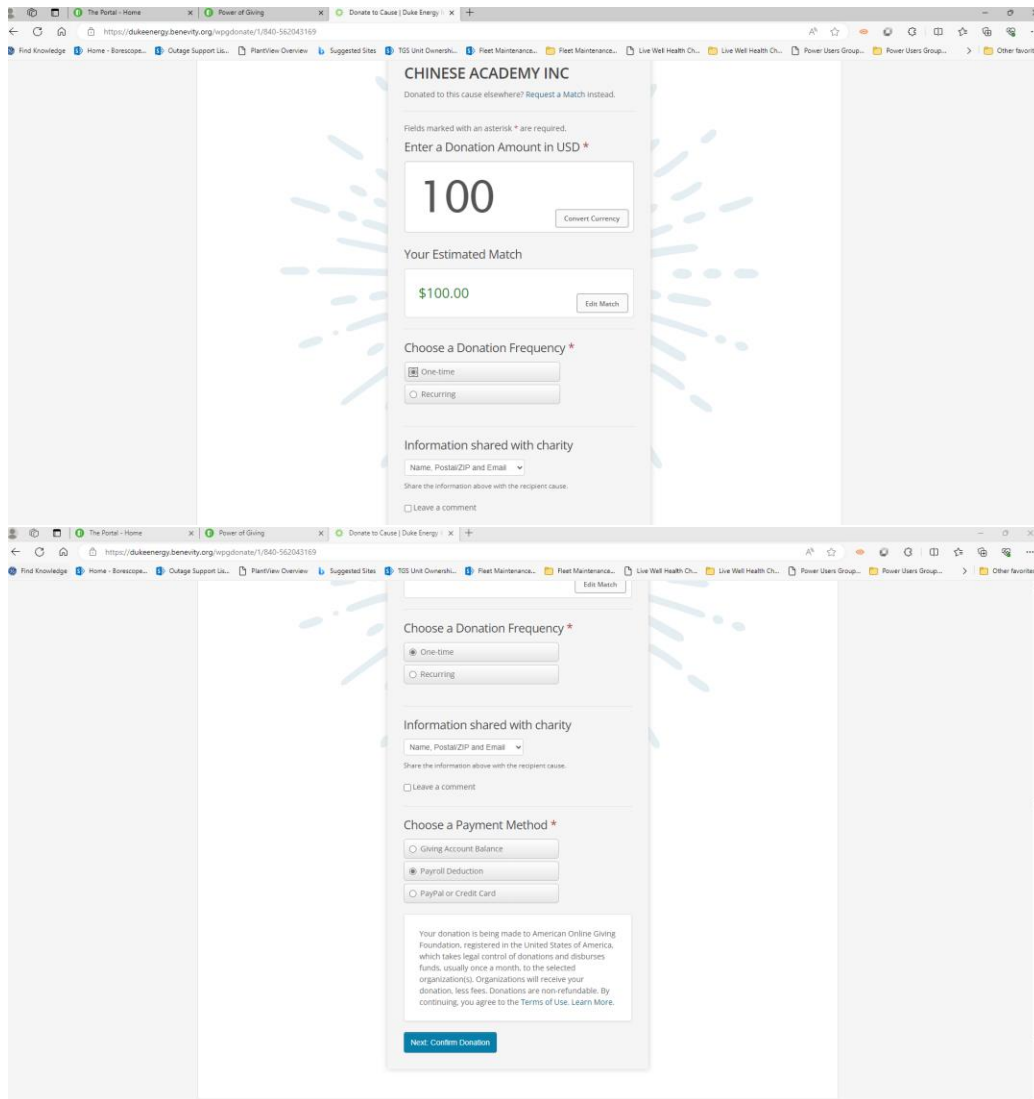 The Portal - Home
Power of Giving
Donate to Cause | Duke Energy
https://dukeenergy.benevity.org/wpgdonate/1/840-562043169
Find Knowledge Home - Borescope... Outage Support Lis... PlantView Overview Suggested Sites TGS Unit Ownershi... Fleet Maintenance... Fleet Maintenance... Live Well Health Ch... Live Well Health Ch... Power Users Group... Power Users Group... Other favorit
CHINESE ACADEMY INC
Donated to this cause elsewhere? Request a Match instead.
Fields marked with an asterisk * are required.
Enter a Donation Amount in USD *
100
Convert Currency
Your Estimated Match
$100.00
Edit Match
Choose a Donation Frequency *
One-time
Recurring
Information shared with charity
Name, Postal/ZIP and Email
Share the information above with the recipient cause.
Leave a comment
The Portal - Home
Power of Giving
Donate to Cause | Duke Energy
https://dukeenergy.benevity.org/wpgdonate/1/840-562043169
Find Knowledge Home - Borescope... Outage Support Lis... PlantView Overview Suggested Sites TGS Unit Ownershi... Fleet Maintenance... Fleet Maintenance... Live Well Health Ch... Live Well Health Ch... Power Users Group... Power Users Group... Other favorites
Edit Match
Choose a Donation Frequency *
One-time
Recurring
Information shared with charity
Name, Postal/ZIP and Email
Share the information above with the recipient cause.
Leave a comment
Choose a Payment Method *
Giving Account Balance
Payroll Deduction
PayPal or Credit Card
Your donation is being made to American Online Giving
Foundation, registered in the United States of America,
which takes legal control of donations and disburses
funds, usually once a month, to the selected
organization(s). Organizations will receive your
donation, less fees. Donations are non-refundable. By
continuing, you agree to the Terms of Use. Learn More.
Next: Confirm Donation